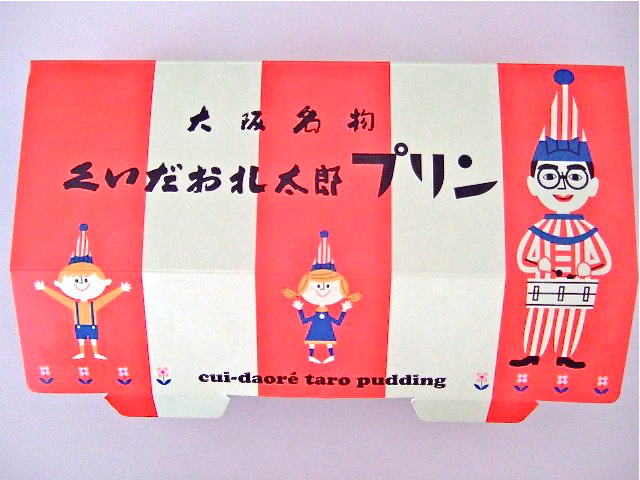 大阪名物
くいだおれ太郎プリン
cui-daoré taro pudding